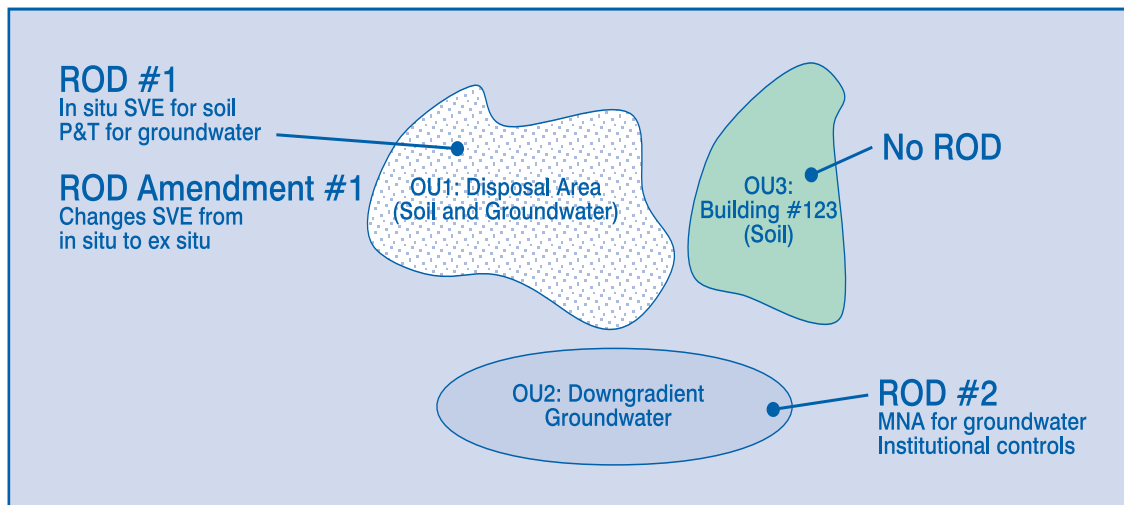 ROD #1
In situ SVE for soil
P&T for groundwater
ROD Amendment #1
Changes SVE from
in situ to ex situ
OU1: Disposal Area
(Soil and Groundwater)
OU3:
Building #123
(Soil)
No ROD
OU2: Downgradient
Groundwater
ROD #2
MNA for groundwater
Institutional controls